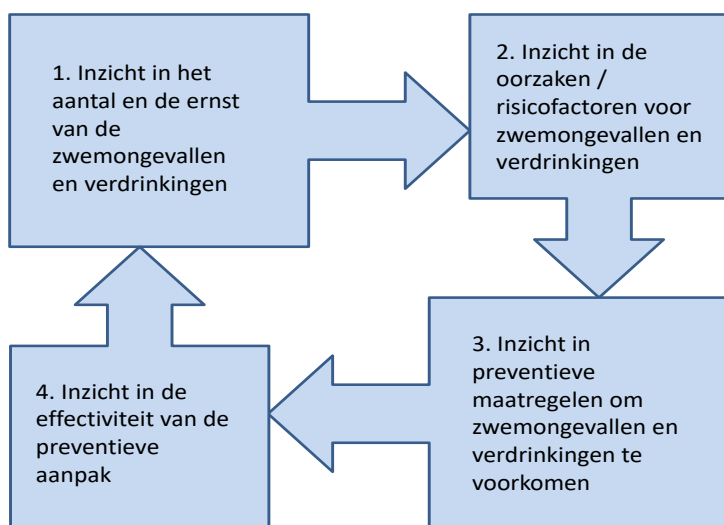 1. Inzicht in het
aantal en de ernst
van de
zwemongevallen
en verdrinkingen
2. Inzicht in de
oorzaken /
risicofactoren voor
zwemongevallen en
verdrinkingen
3. Inzicht in
preventieve
maatregelen om
zwemongevallen en
verdrinkingen te
voorkomen
4. Inzicht in de
effectiviteit van de
preventieve
aanpak